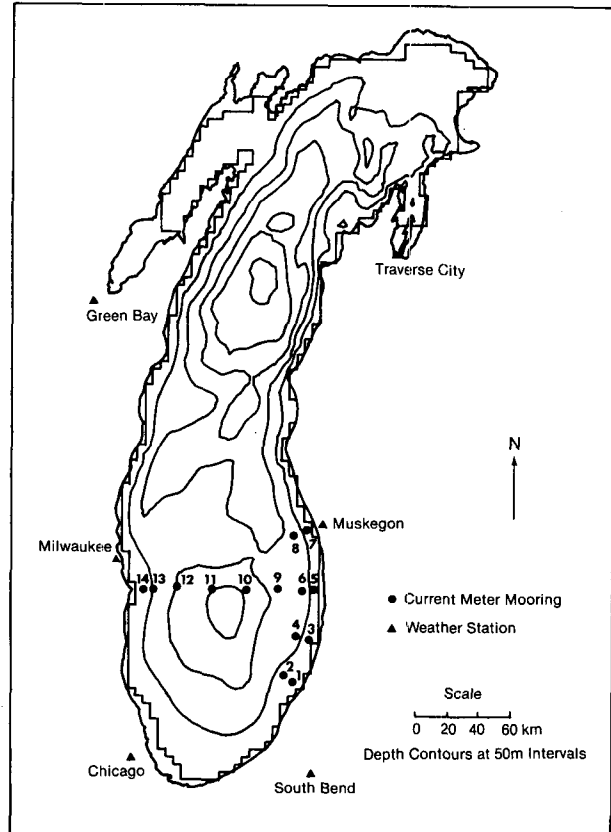 Traverse City
Green Bay
N
Muskegon
8 7
Milwaukee
14 13 12 11 10 9 6 5
Current Meter Mooring
4 3
Weather Station
2 1
Scale
0 20 40 60 km
Depth Contours at 50m Intervals
Chicago
South Bend